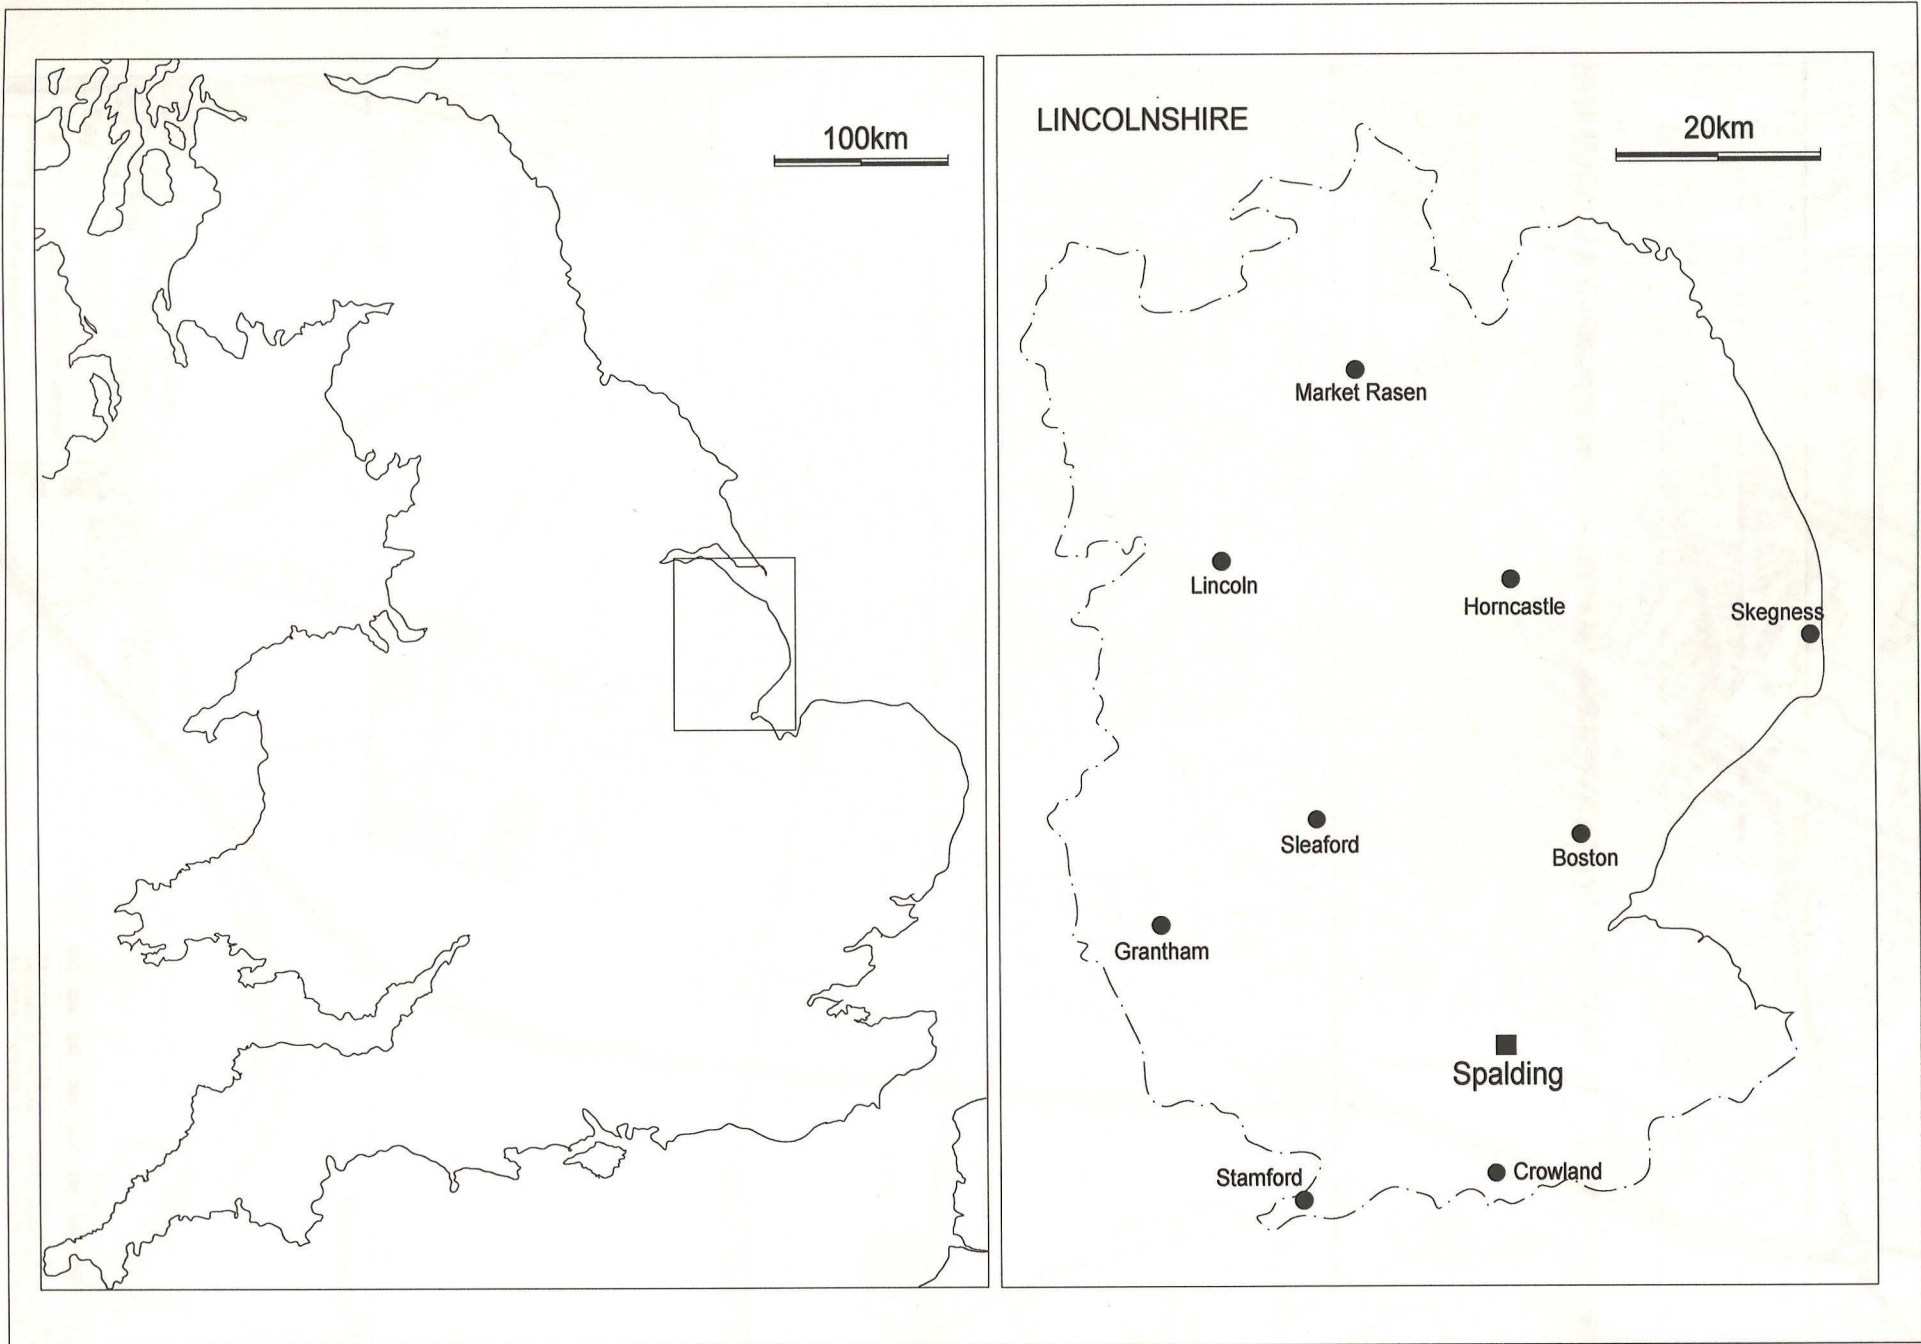 100km
LINCOLNSHIRE
20km
Market Rasen
Lincoln
Horncastle
Skegness
Sleaford
Boston
Grantham
Spalding
Stamford
Crowland